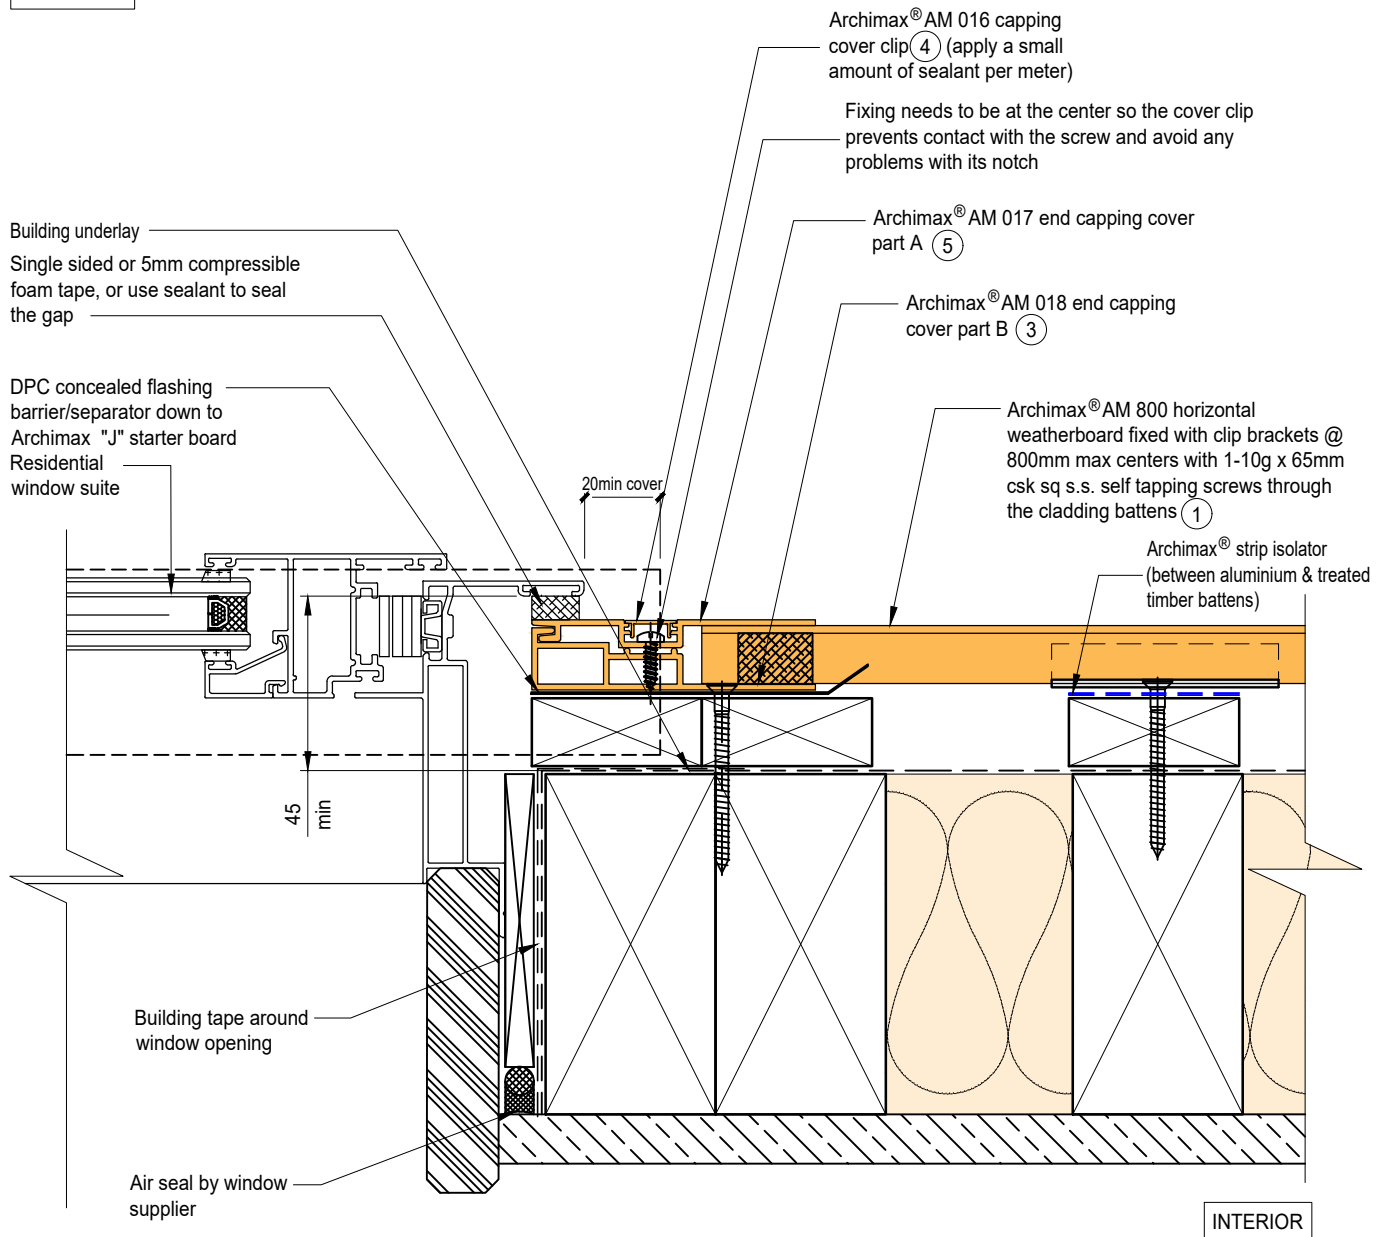 Archimax® AM 016 capping
cover clip 4 (apply a small
amount of sealant per meter)
Fixing needs to be at the center so the cover clip
prevents contact with the screw and avoid any
problems with its notch
Building underlay
Single sided or 5mm compressible
foam tape, or use sealant to seal
the gap
Archimax® AM 017 end capping cover
part A 5
Archimax® AM 018 end capping
cover part B 3
DPC concealed flashing
barrier/separator down to
Archimax "J" starter board
Residential
window suite
Archimax® AM 800 horizontal
weatherboard fixed with clip brackets @
800mm max centers with 1-10g x 65mm
csk sq s.s. self tapping screws through
the cladding battens 1
20min cover
Archimax® strip isolator
(between aluminium & treated
timber battens)
45
min
Building tape around
window opening
Air seal by window
supplier
INTERIOR